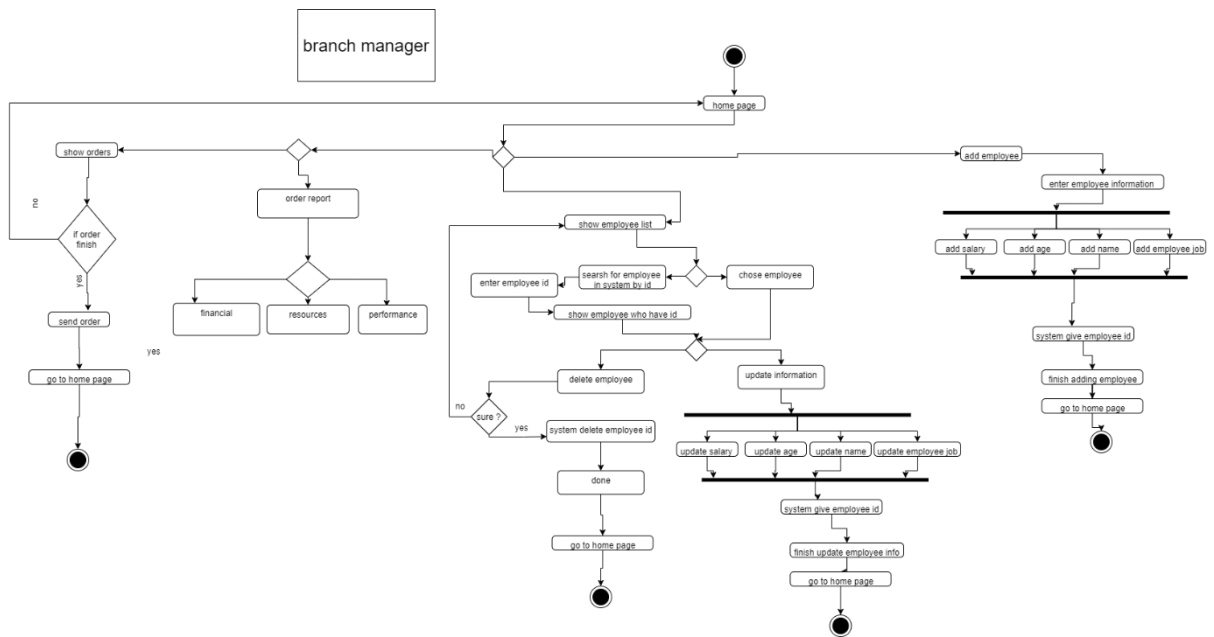 branch manager
home page
show orders
add employee
order report
enter employee information
no
if order
finish
show employee list
add salary
add age
add name
add employee job
yes
enter employee id
searsh for employee
in system by id
chose employee
financial
resources
performance
show employee who have id
send order
system give employee id
yes
go to home page
delete employee
update information
finish adding employee
go to home page
no
sure ?
yes
system delete employee id
update salary
update age
update name
update employee job
done
system give employee id
go to home page
finish update employee info
go to home page